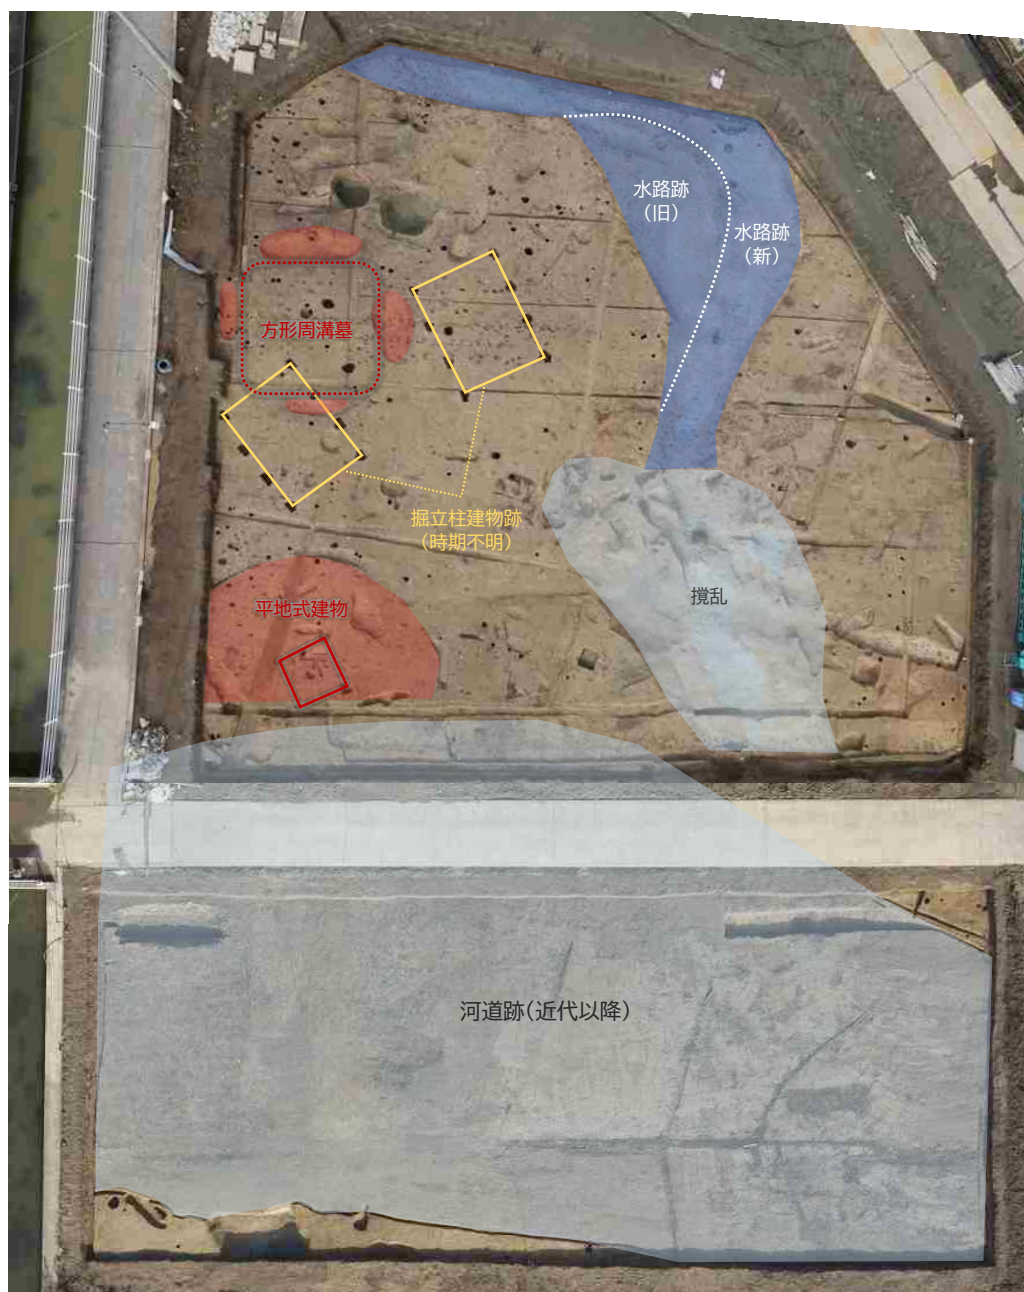 水路跡
（旧）
水路跡
（新）
方形周溝墓
掘立柱建物跡
（時期不明）
平地式建物
撹乱
河道跡（近代以降）